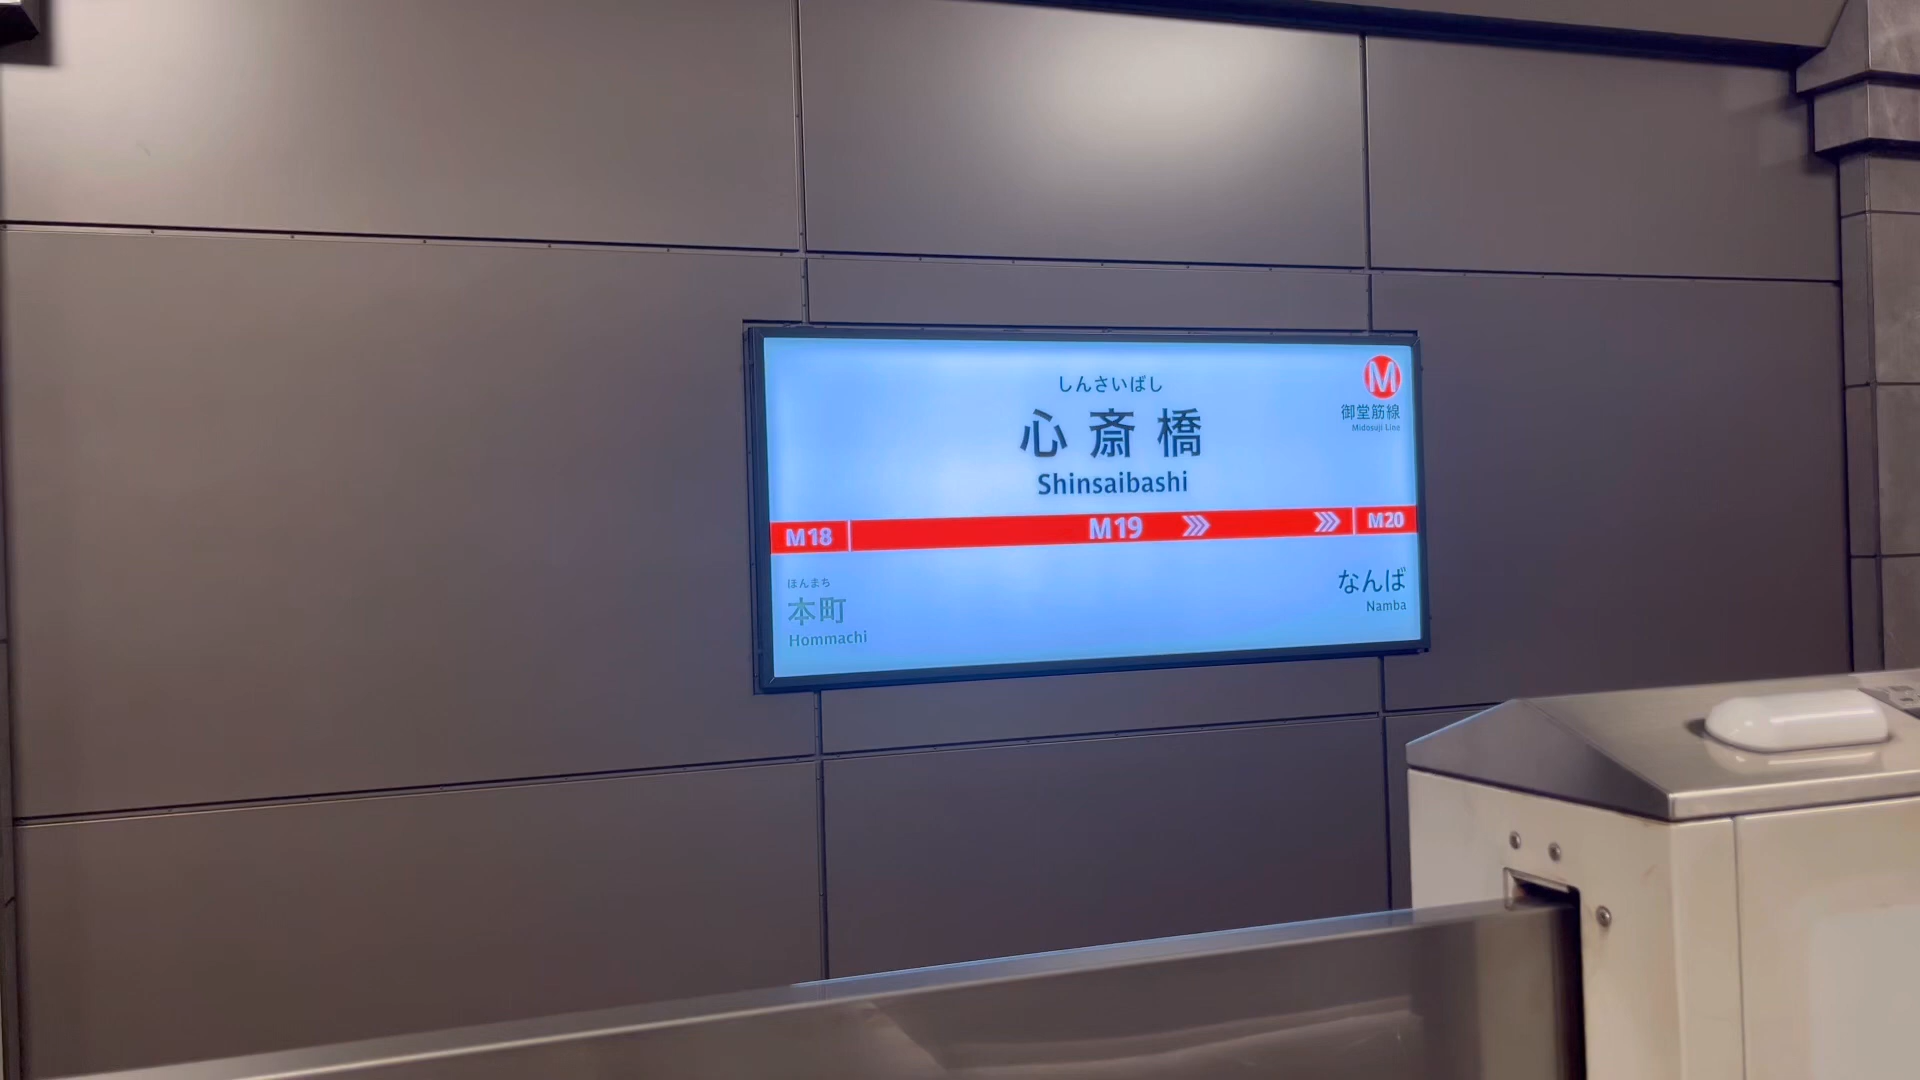 しんさいばし
心斎橋
Shinsaibashi
M
御堂筋線
Midosuji Line
M18
M19
M20
ほんまち
本町
Hommachi
なんば
Namba